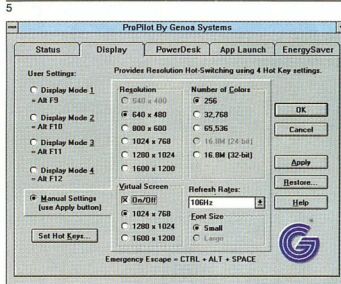 5
ProPilot By Genoa Systems
Status
Display
PowerDesk
App Launch
EnergySaver
User Settings:
Provides Resolution Hot-Switching using 4 Hot Key settings.
Display Mode 1
= Alt F9
Display Mode 2
= Alt F10
Display Mode 3
= Alt F11
Display Mode 4
= Alt F12
Manual Settings
(use Apply button)
Set Hot Keys...
Resolution
640 x 400
640 x 480
800 x 600
1024 x 768
1280 x 1024
1600 x 1200
Virtual Screen
On/Off
1024 x 768
1280 x 1024
1600 x 1200
Number of Colors
256
32,768
65,536
16.8M (24-bit)
16.8M (32-bit)
Refresh Rates:
106Hz
Font Size
Small
Large
OK
Cancel
Apply
Restore...
Help
G
Emergency Escape = CTRL + ALT + SPACE